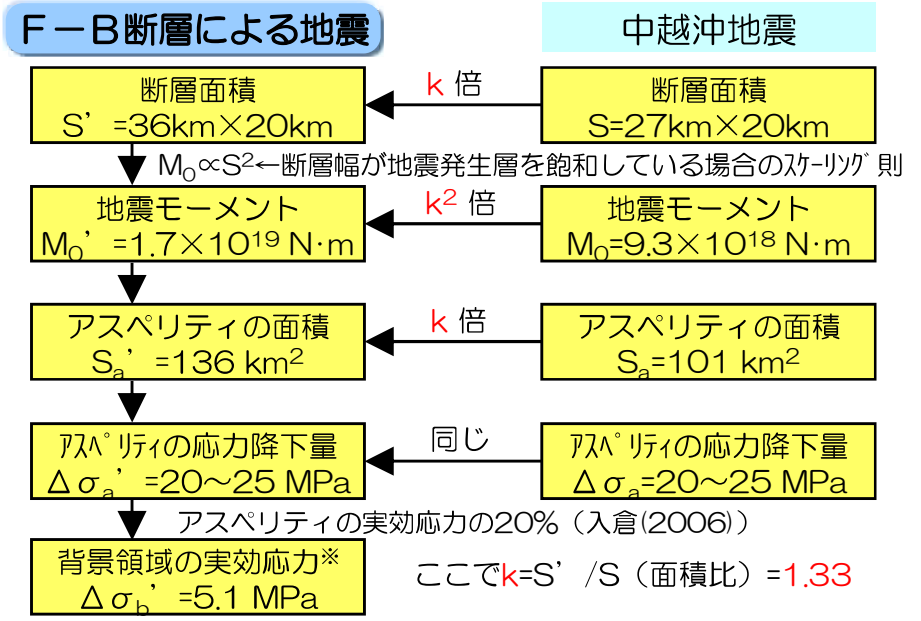 F－B断層による地震
中越沖地震
断層面積
S’ =36km×20km
k 倍
断層面積
S=27km×20km
M₀∝S²←断層幅が地震発生層を飽和している場合のｽｹｰﾘﾝｸﾞ則
地震モーメント
M₀’ =1.7×10¹⁹ N･m
k² 倍
地震モーメント
M₀=9.3×10¹⁸ N･m
アスペリティの面積
Sₐ’ =136 km²
k 倍
アスペリティの面積
Sₐ=101 km²
ｱｽﾍﾟﾘﾃｨの応力降下量
Δσₐ’ =20～25 MPa
同じ
ｱｽﾍﾟﾘﾃｨの応力降下量
Δσₐ=20～25 MPa
アスペリティの実効応力の20%（入倉(2006)）
背景領域の実効応力※
Δσb’ =5.1 MPa
ここでk=S’/S（面積比）=1.33